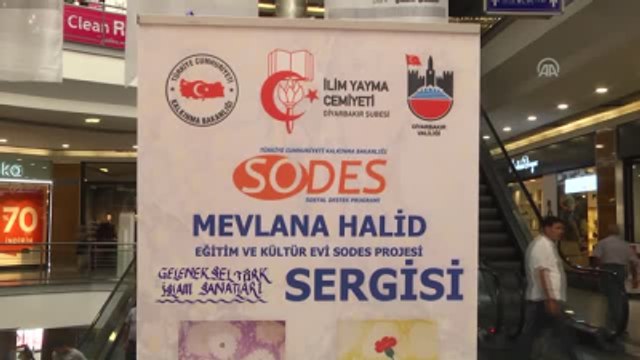 Clean R
AA
TÜRKİYE CUMHURİYETİ
KALKINMA BAKANLIĞI
İLİM YAYMA
CEMİYETİ
DİYARBAKIR ŞUBESİ
DİYARBAKIR
VALİLİĞİ
TÜRKİYE CUMHURİYETİ KALKINMA BAKANLIĞI
SODES
SOSYAL DESTEK PROGRAMI
MEVLANA HALİD
EĞİTİM VE KÜLTÜR EVİ SODES PROJESİ
GELENEKSEL TÜRK
İSLAM SANATLARI
SERGİSİ
70
İNDİRİM